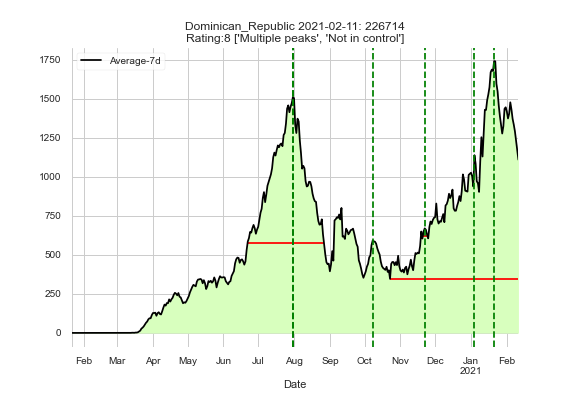 Dominican_Republic 2021-02-11: 226714
Rating:8 ['Multiple peaks', 'Not in control']
Average-7d
1750
1500
1250
1000
750
500
250
0
Feb Mar Apr May Jun Jul Aug Sep Oct Nov Dec Jan Feb
2021
Date